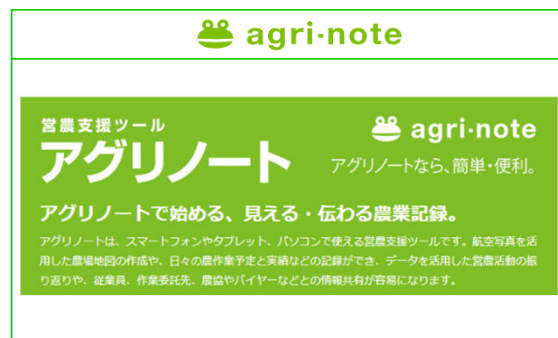 agri-note
営農支援ツール
アグリノート
agri-note
アグリノートなら、簡単・便利。
アグリノートで始める、見える・伝わる農業記録。
アグリノートは、スマートフォンやタブレット、パソコンで使える営農支援ツールです。航空写真を活
用した農場地図の作成や、日々の農作業予定と実績などの記録ができ、データを活用した営農活動の振
り返りや、従業員、作業委託先、農協やバイヤーなどとの情報共有が容易になります。